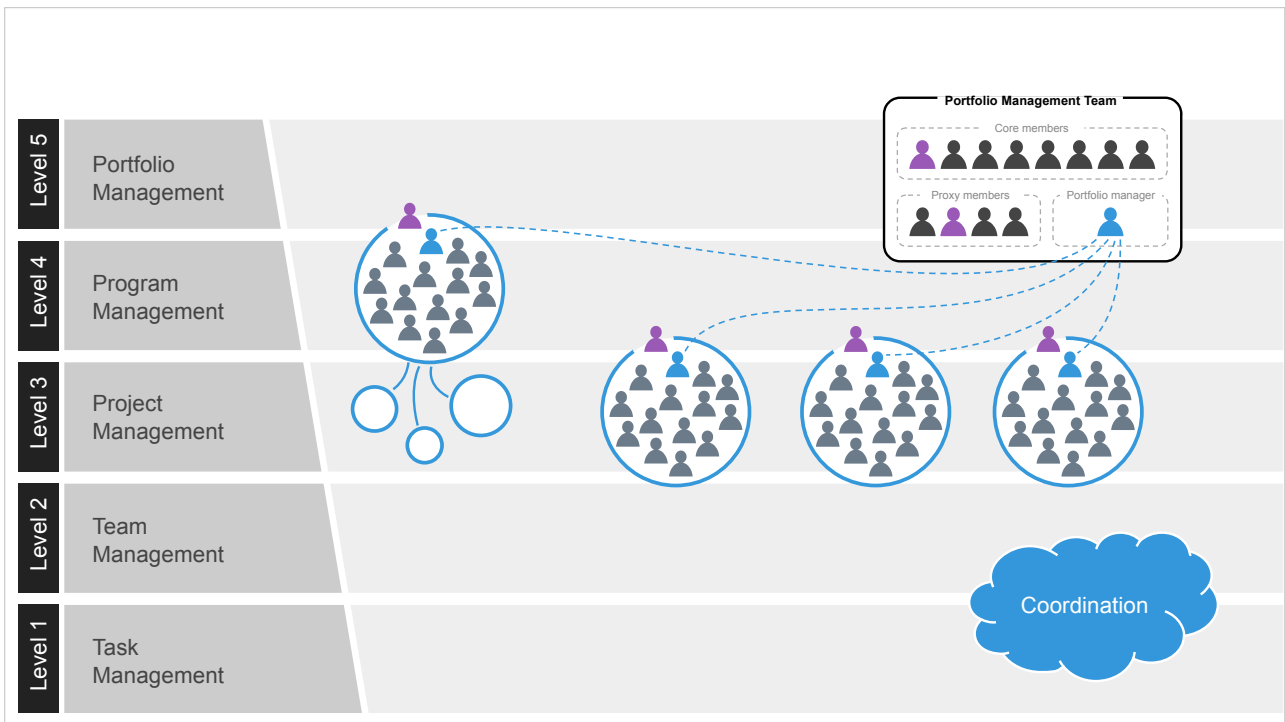 Portfolio Management Team
Core members
Proxy members
Portfolio manager
Level 5
Portfolio
Management
Level 4
Program
Management
Level 3
Project
Management
Level 2
Team
Management
Level 1
Task
Management
Coordination